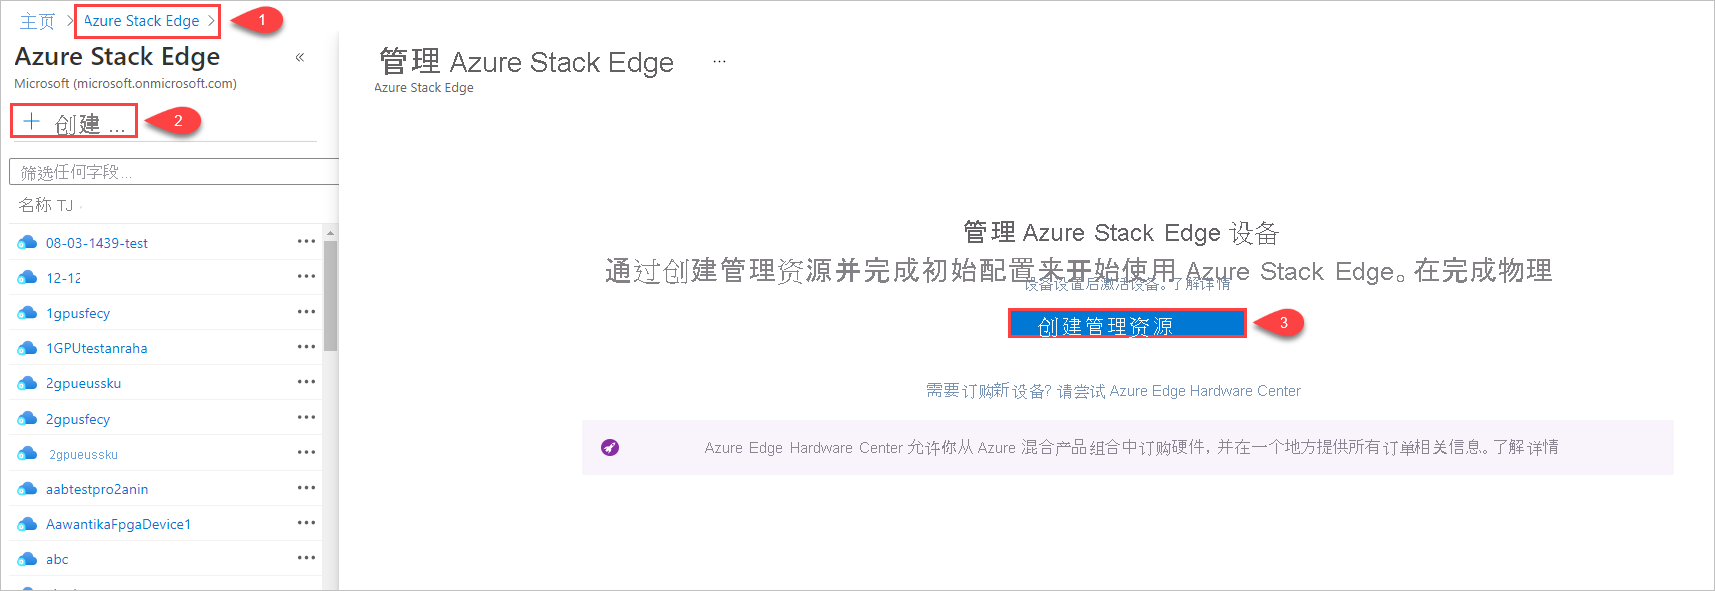 主页 > Azure Stack Edge >
1
Azure Stack Edge
«
Microsoft (microsoft.onmicrosoft.com)
+ 创建 ...
2
筛选任何字段...
名称 TJ
08-03-1439-test
12-12
1gpusfecy
1GPUtestanraha
2gpueussku
2gpusfecy
2gpueussku
aabtestpro2anin
AawantikaFpgaDevice1
abc
管理 Azure Stack Edge ...
Azure Stack Edge
管理 Azure Stack Edge 设备
通过创建管理资源并完成初始配置来开始使用 Azure Stack Edge。在完成物理
设备设置后激活设备。了解详情
创建管理资源
3
需要订购新设备? 请尝试 Azure Edge Hardware Center
Azure Edge Hardware Center 允许你从 Azure 混合产品组合中订购硬件, 并在一个地方提供所有订单相关信息。了解详情